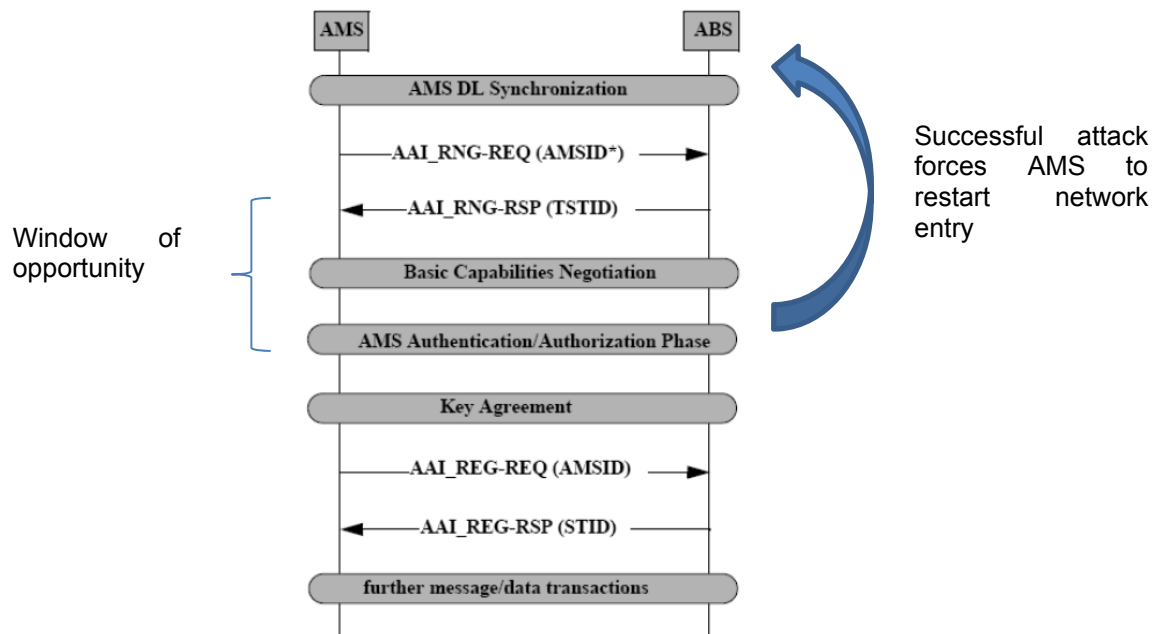 AMS
ABS
AMS DL Synchronization
AAI_RNG-REQ (AMSID*)
AAI_RNG-RSP (TSTID)
Basic Capabilities Negotiation
AMS Authentication/Authorization Phase
Key Agreement
AAI_REG-REQ (AMSID)
AAI_REG-RSP (STID)
further message/data transactions
Window of
opportunity
Successful attack
forces AMS to
restart network
entry